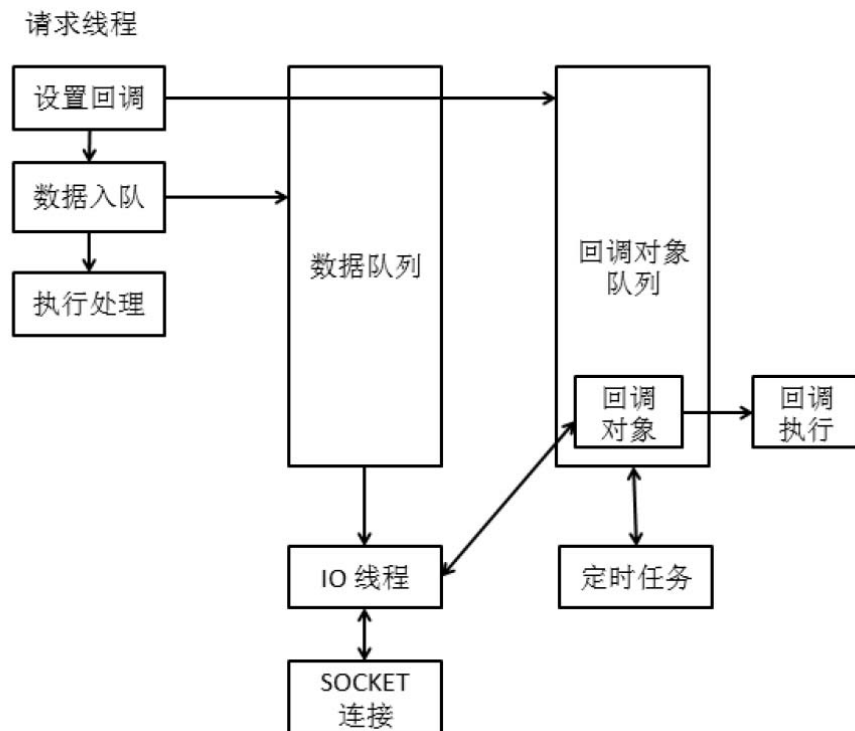 请求线程
设置回调
数据入队
执行处理
数据队列
回调对象
队列
回调
对象
回调
执行
IO 线程
定时任务
SOCKET
连接